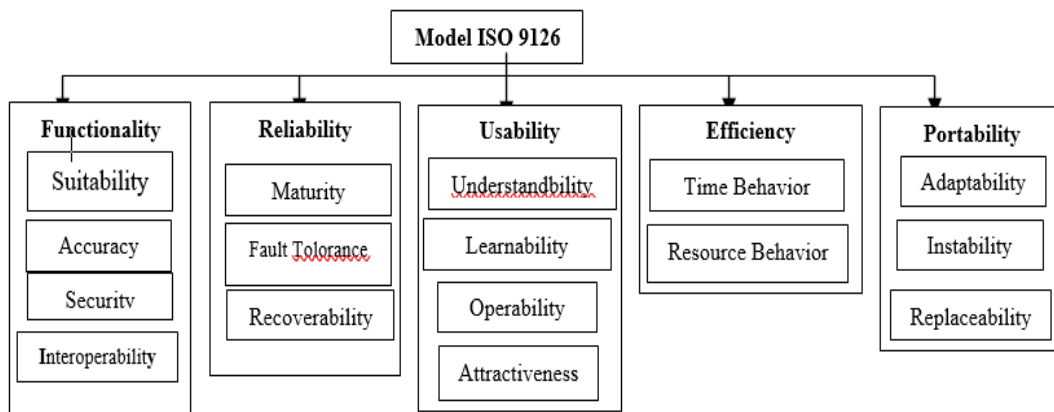 Model ISO 9126
Functionality
Suitability
Accuracy
Security
Interoperability
Reliability
Maturity
Fault Tolorance
Recoverability
Usability
Understandbility
Learnability
Operability
Attractiveness
Efficiency
Time Behavior
Resource Behavior
Portability
Adaptability
Instability
Replaceability